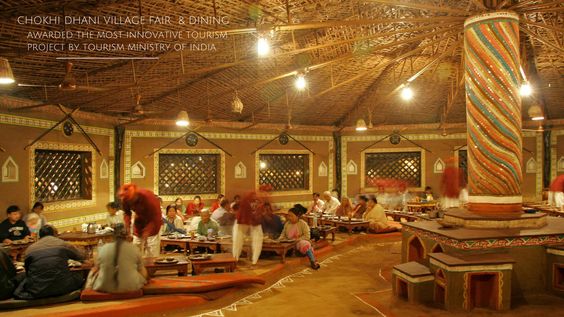 CHOKHI DHANI VILLAGE FAIR & DINING
AWARDED THE MOST INNOVATIVE TOURISM
PROJECT BY TOURISM MINISTRY OF INDIA